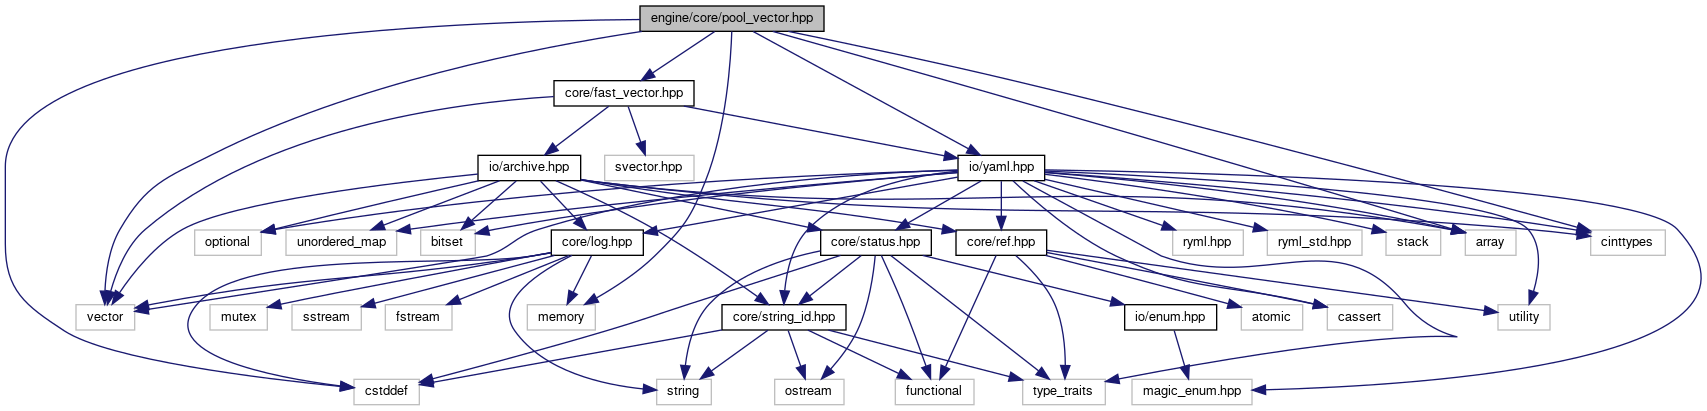 engine/core/pool_vector.hpp
core/fast_vector.hpp
io/archive.hpp
svector.hpp
io/yaml.hpp
optional
unordered_map
bitset
core/log.hpp
core/status.hpp
core/ref.hpp
ryml.hpp
ryml_std.hpp
stack
array
cinttypes
vector
mutex
sstream
fstream
memory
core/string_id.hpp
io/enum.hpp
atomic
cassert
utility
cstddef
string
ostream
functional
type_traits
magic_enum.hpp